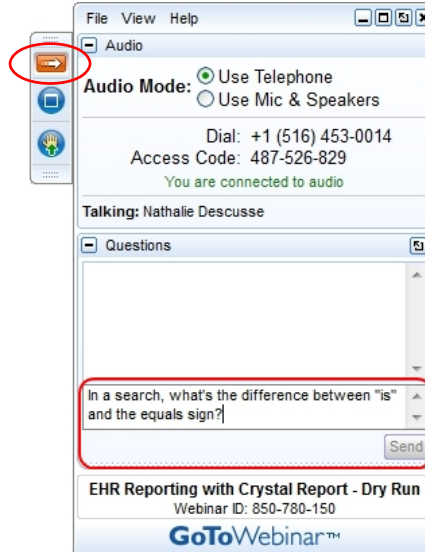 File View Help
Audio
Audio Mode: Use Telephone
Use Mic & Speakers
Dial: +1 (516) 453-0014
Access Code: 487-526-829
You are connected to audio
Talking: Nathalie Descusse
Questions
In a search, what's the difference between "is"
and the equals sign?
Send
EHR Reporting with Crystal Report - Dry Run
Webinar ID: 850-780-150
GoToWebinar™